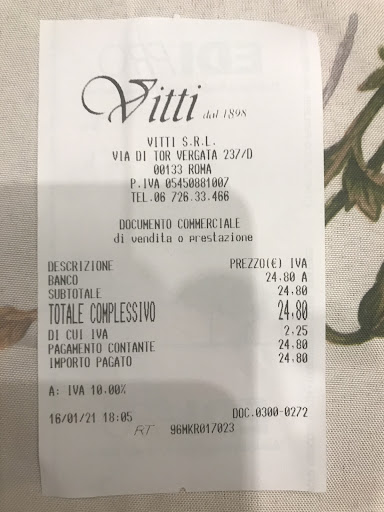 Vitti dal 1898
VITTI S.R.L.
VIA DI TOR VERGATA 237/D
00133 ROMA
P.IVA 05450881007
TEL.06 726.33.466
DOCUMENTO COMMERCIALE
di vendita o prestazione
DESCRIZIONE PREZZO(€) IVA
BANCO 24.80 A
SUBTOTALE 24.80
TOTALE COMPLESSIVO 24,80
DI CUI IVA 2.25
PAGAMENTO CONTANTE 24.80
IMPORTO PAGATO 24.80
A: IVA 10.00%
16/01/21 18:05 DOC.0300-0272
RT 96MKR017023